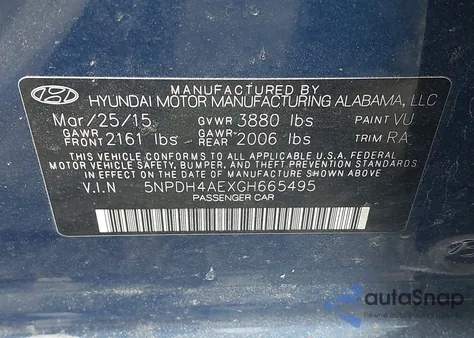 MANUFACTURED BY
HYUNDAI MOTOR MANUFACTURING ALABAMA, LLC
Mar/25/15 GVWR 3880 lbs PAINT VU
GAWR FRONT 2161 lbs GAWR REAR 2006 lbs TRIM RA
THIS VEHICLE CONFORMS TO ALL APPLICABLE U.S.A. FEDERAL
MOTOR VEHICLE SAFETY, BUMPER, AND THEFT PREVENTION STANDARDS
IN EFFECT ON THE DATE OF MANUFACTURE SHOWN ABOVE
V.I.N 5NPDH4AEXGH665495
PASSENGER CAR
autoSnap